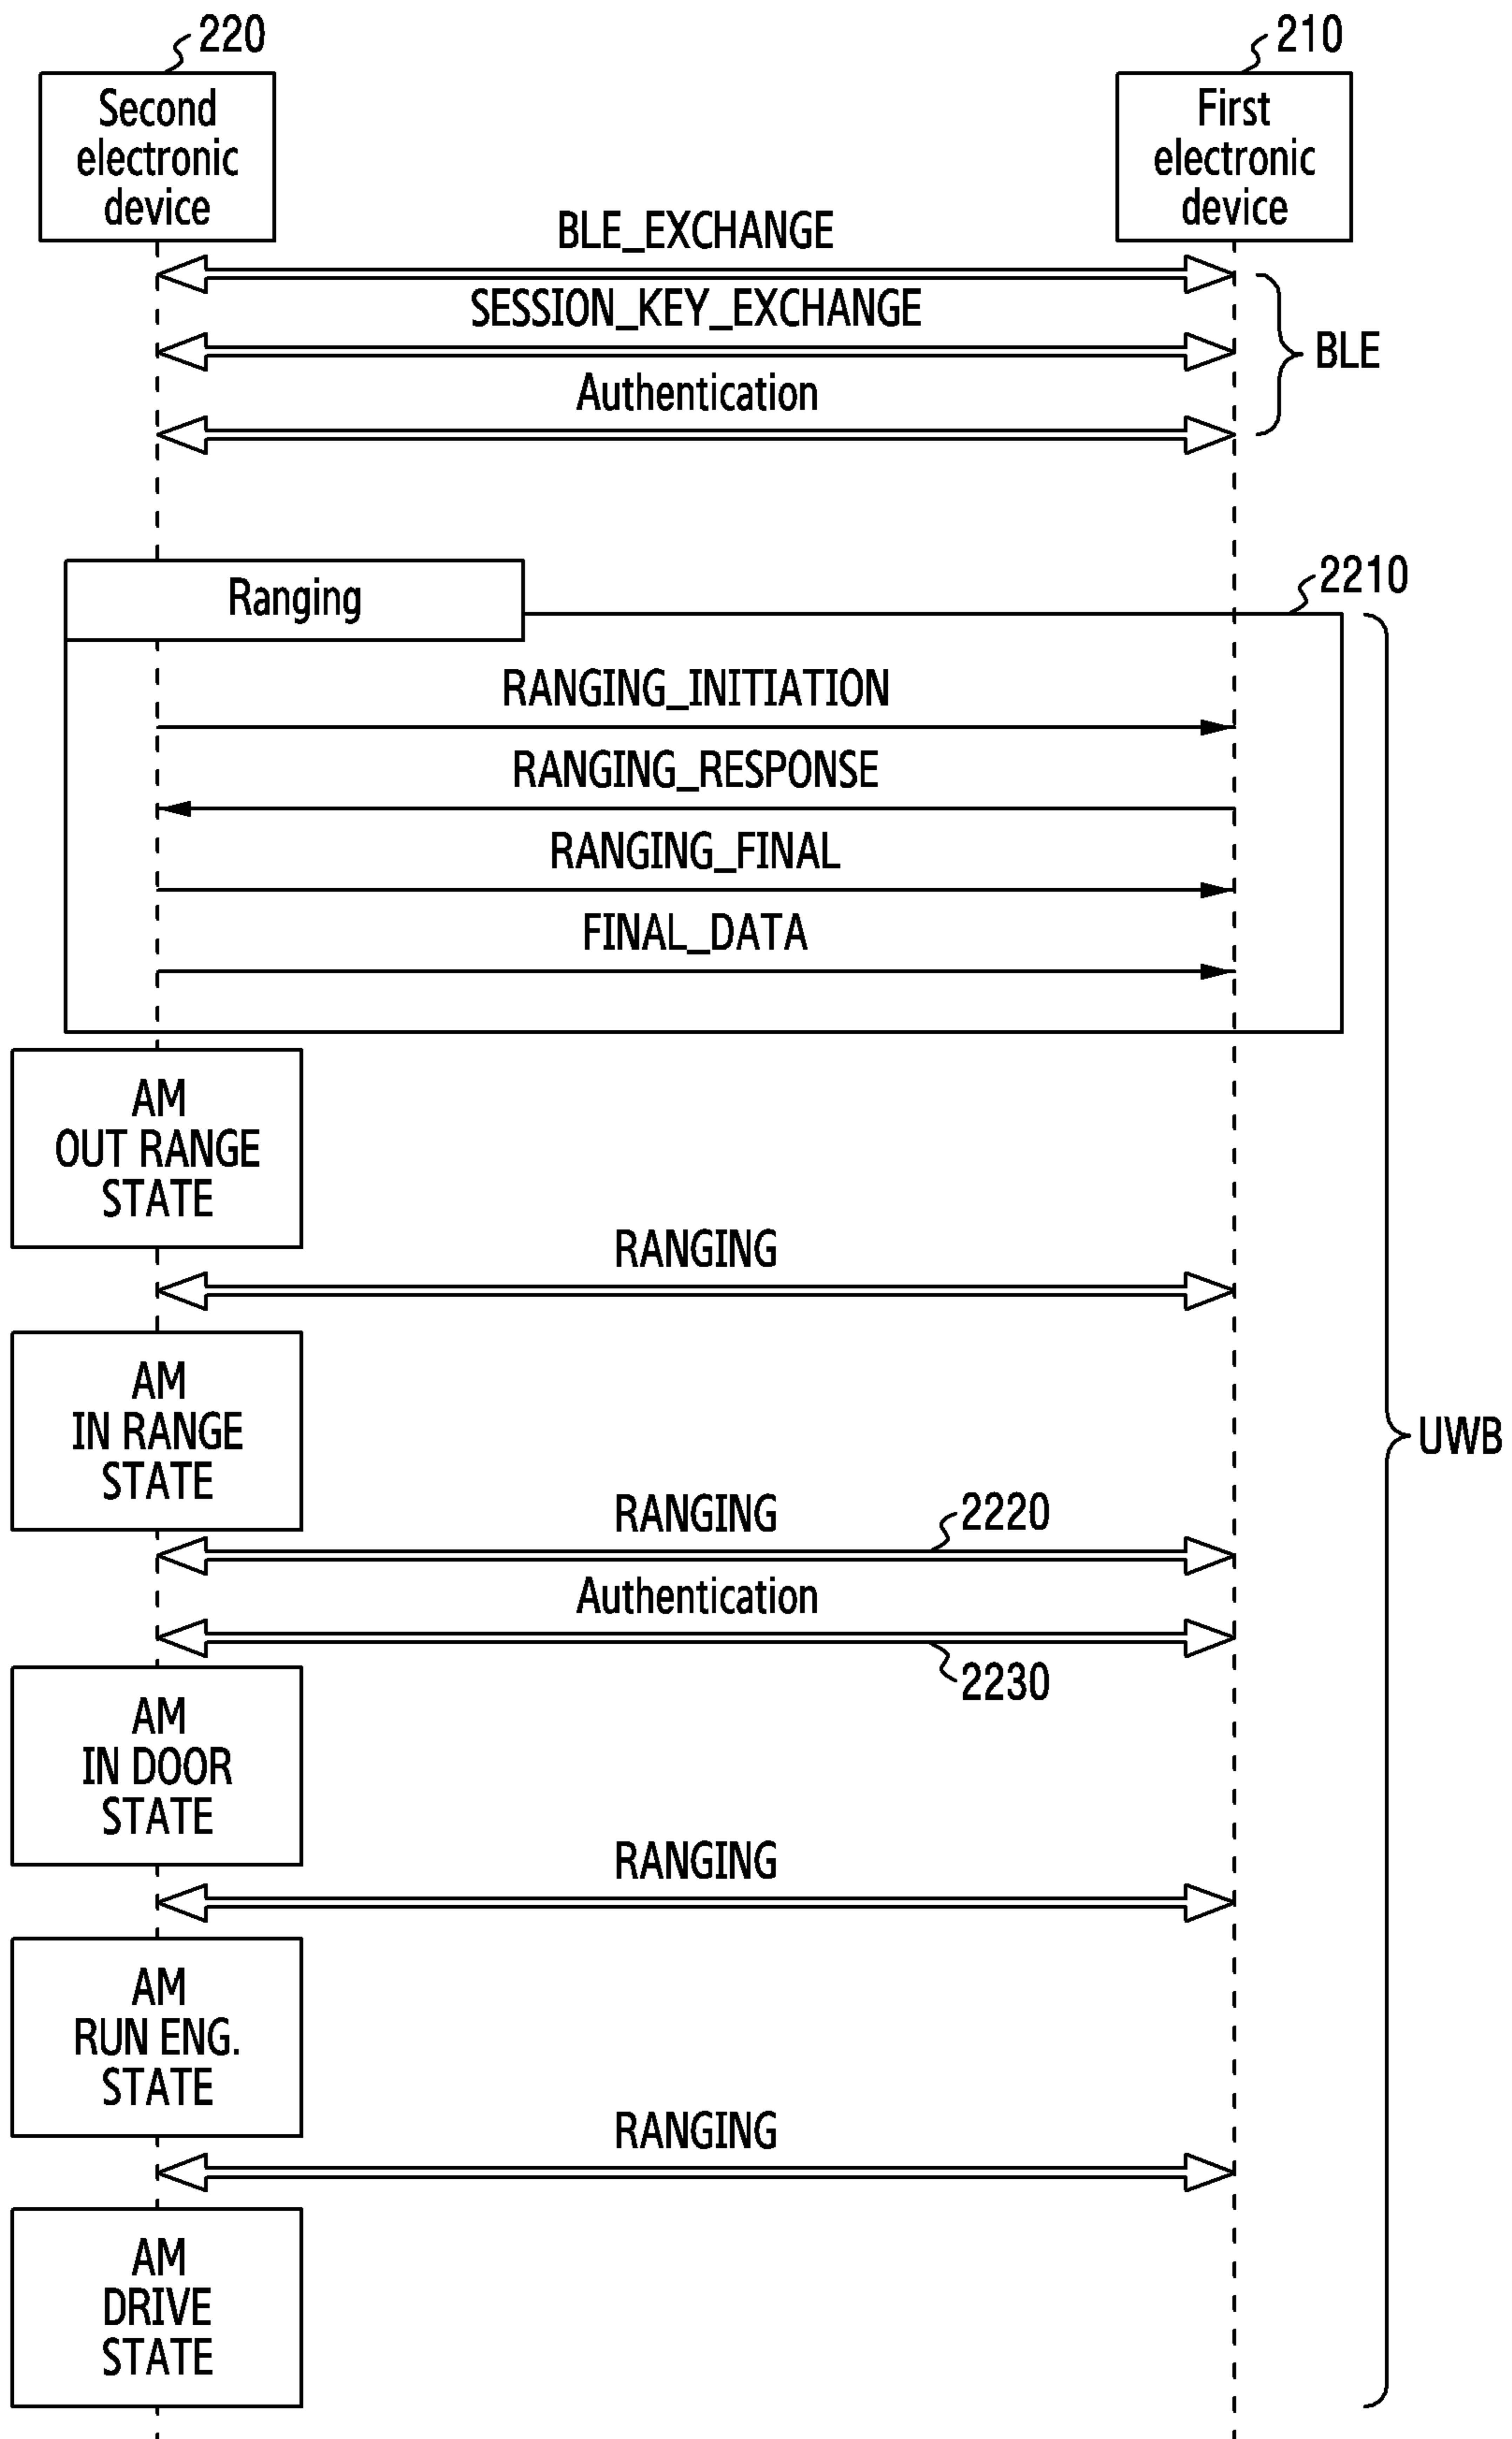 220
210
Second
electronic
device
First
electronic
device
BLE_EXCHANGE
SESSION_KEY_EXCHANGE
BLE
Authentication
2210
Ranging
RANGING_INITIATION
RANGING_RESPONSE
RANGING_FINAL
FINAL_DATA
AM
OUT RANGE
STATE
RANGING
AM
IN RANGE
STATE
UWB
RANGING
2220
Authentication
2230
AM
IN DOOR
STATE
RANGING
AM
RUN ENG.
STATE
RANGING
AM
DRIVE
STATE